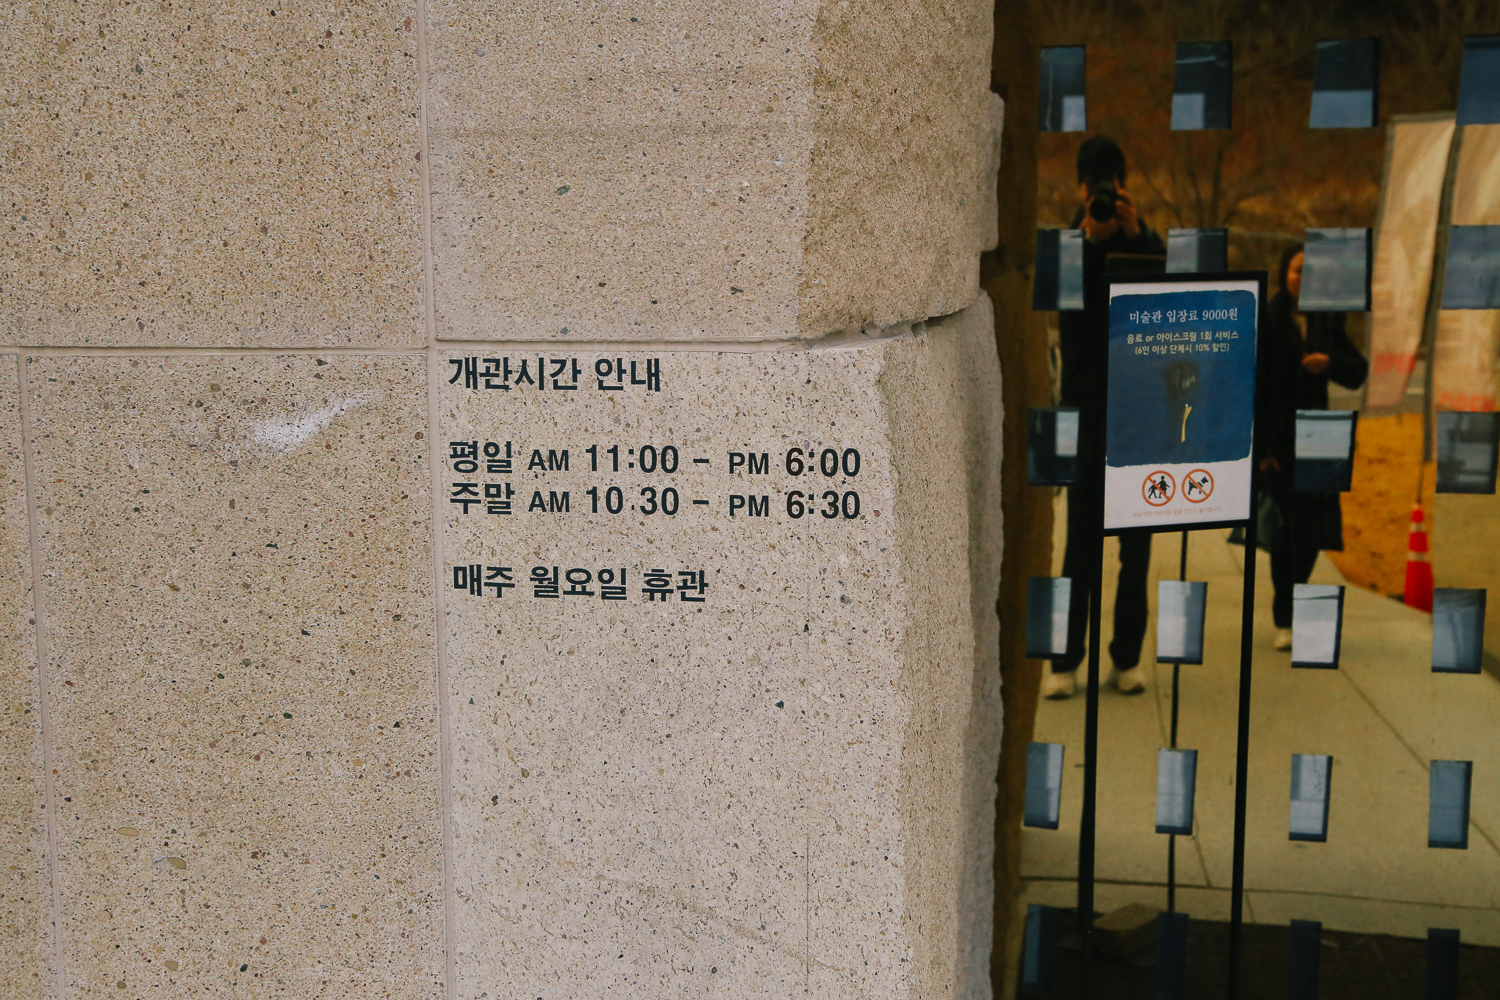 개관시간 안내
평일 AM 11:00 - PM 6:00
주말 AM 10:30 - PM 6:30
매주 월요일 휴관
미술관 입장료 9000원
음료 or 아이스크림 1회 서비스
(6인 이상 단체시 10% 할인)